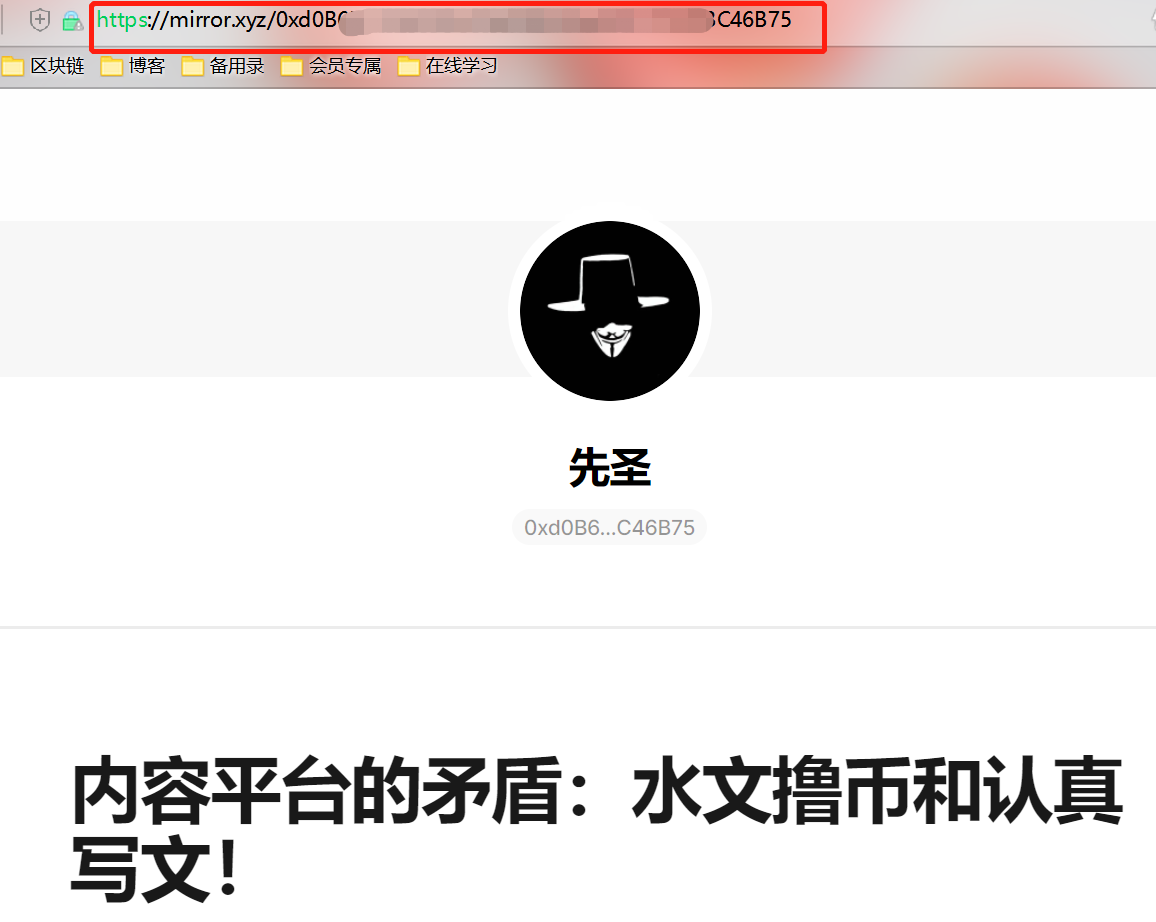 https://mirror.xyz/0xd0B6 C46B75
区块链 博客 备用录 会员专属 在线学习
先圣
0xd0B6...C46B75
内容平台的矛盾：水文撸币和认真
写文！